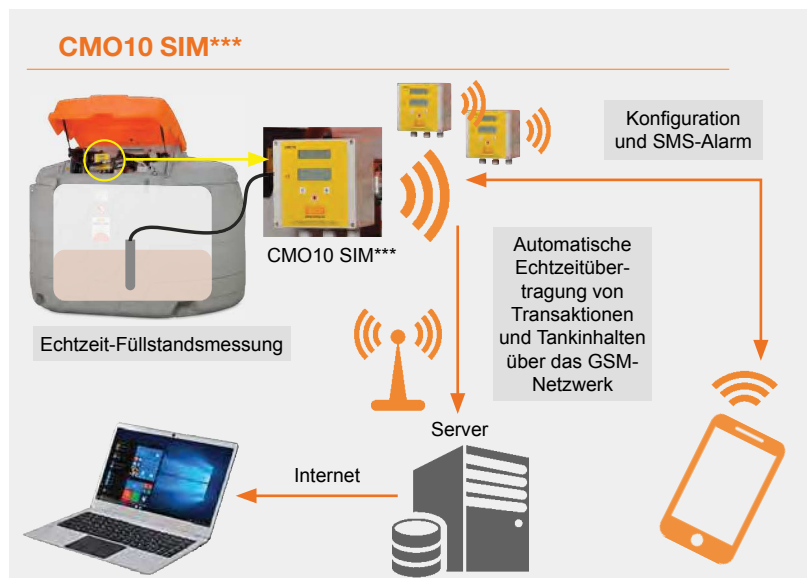 CMO10 SIM***
Konfiguration
und SMS-Alarm
CMO10 SIM***
Echtzeit-Füllstandsmessung
Automatische
Echtzeitüber-
tragung von
Transaktionen
und Tankinhalten
über das GSM-
Netzwerk
Server
Internet